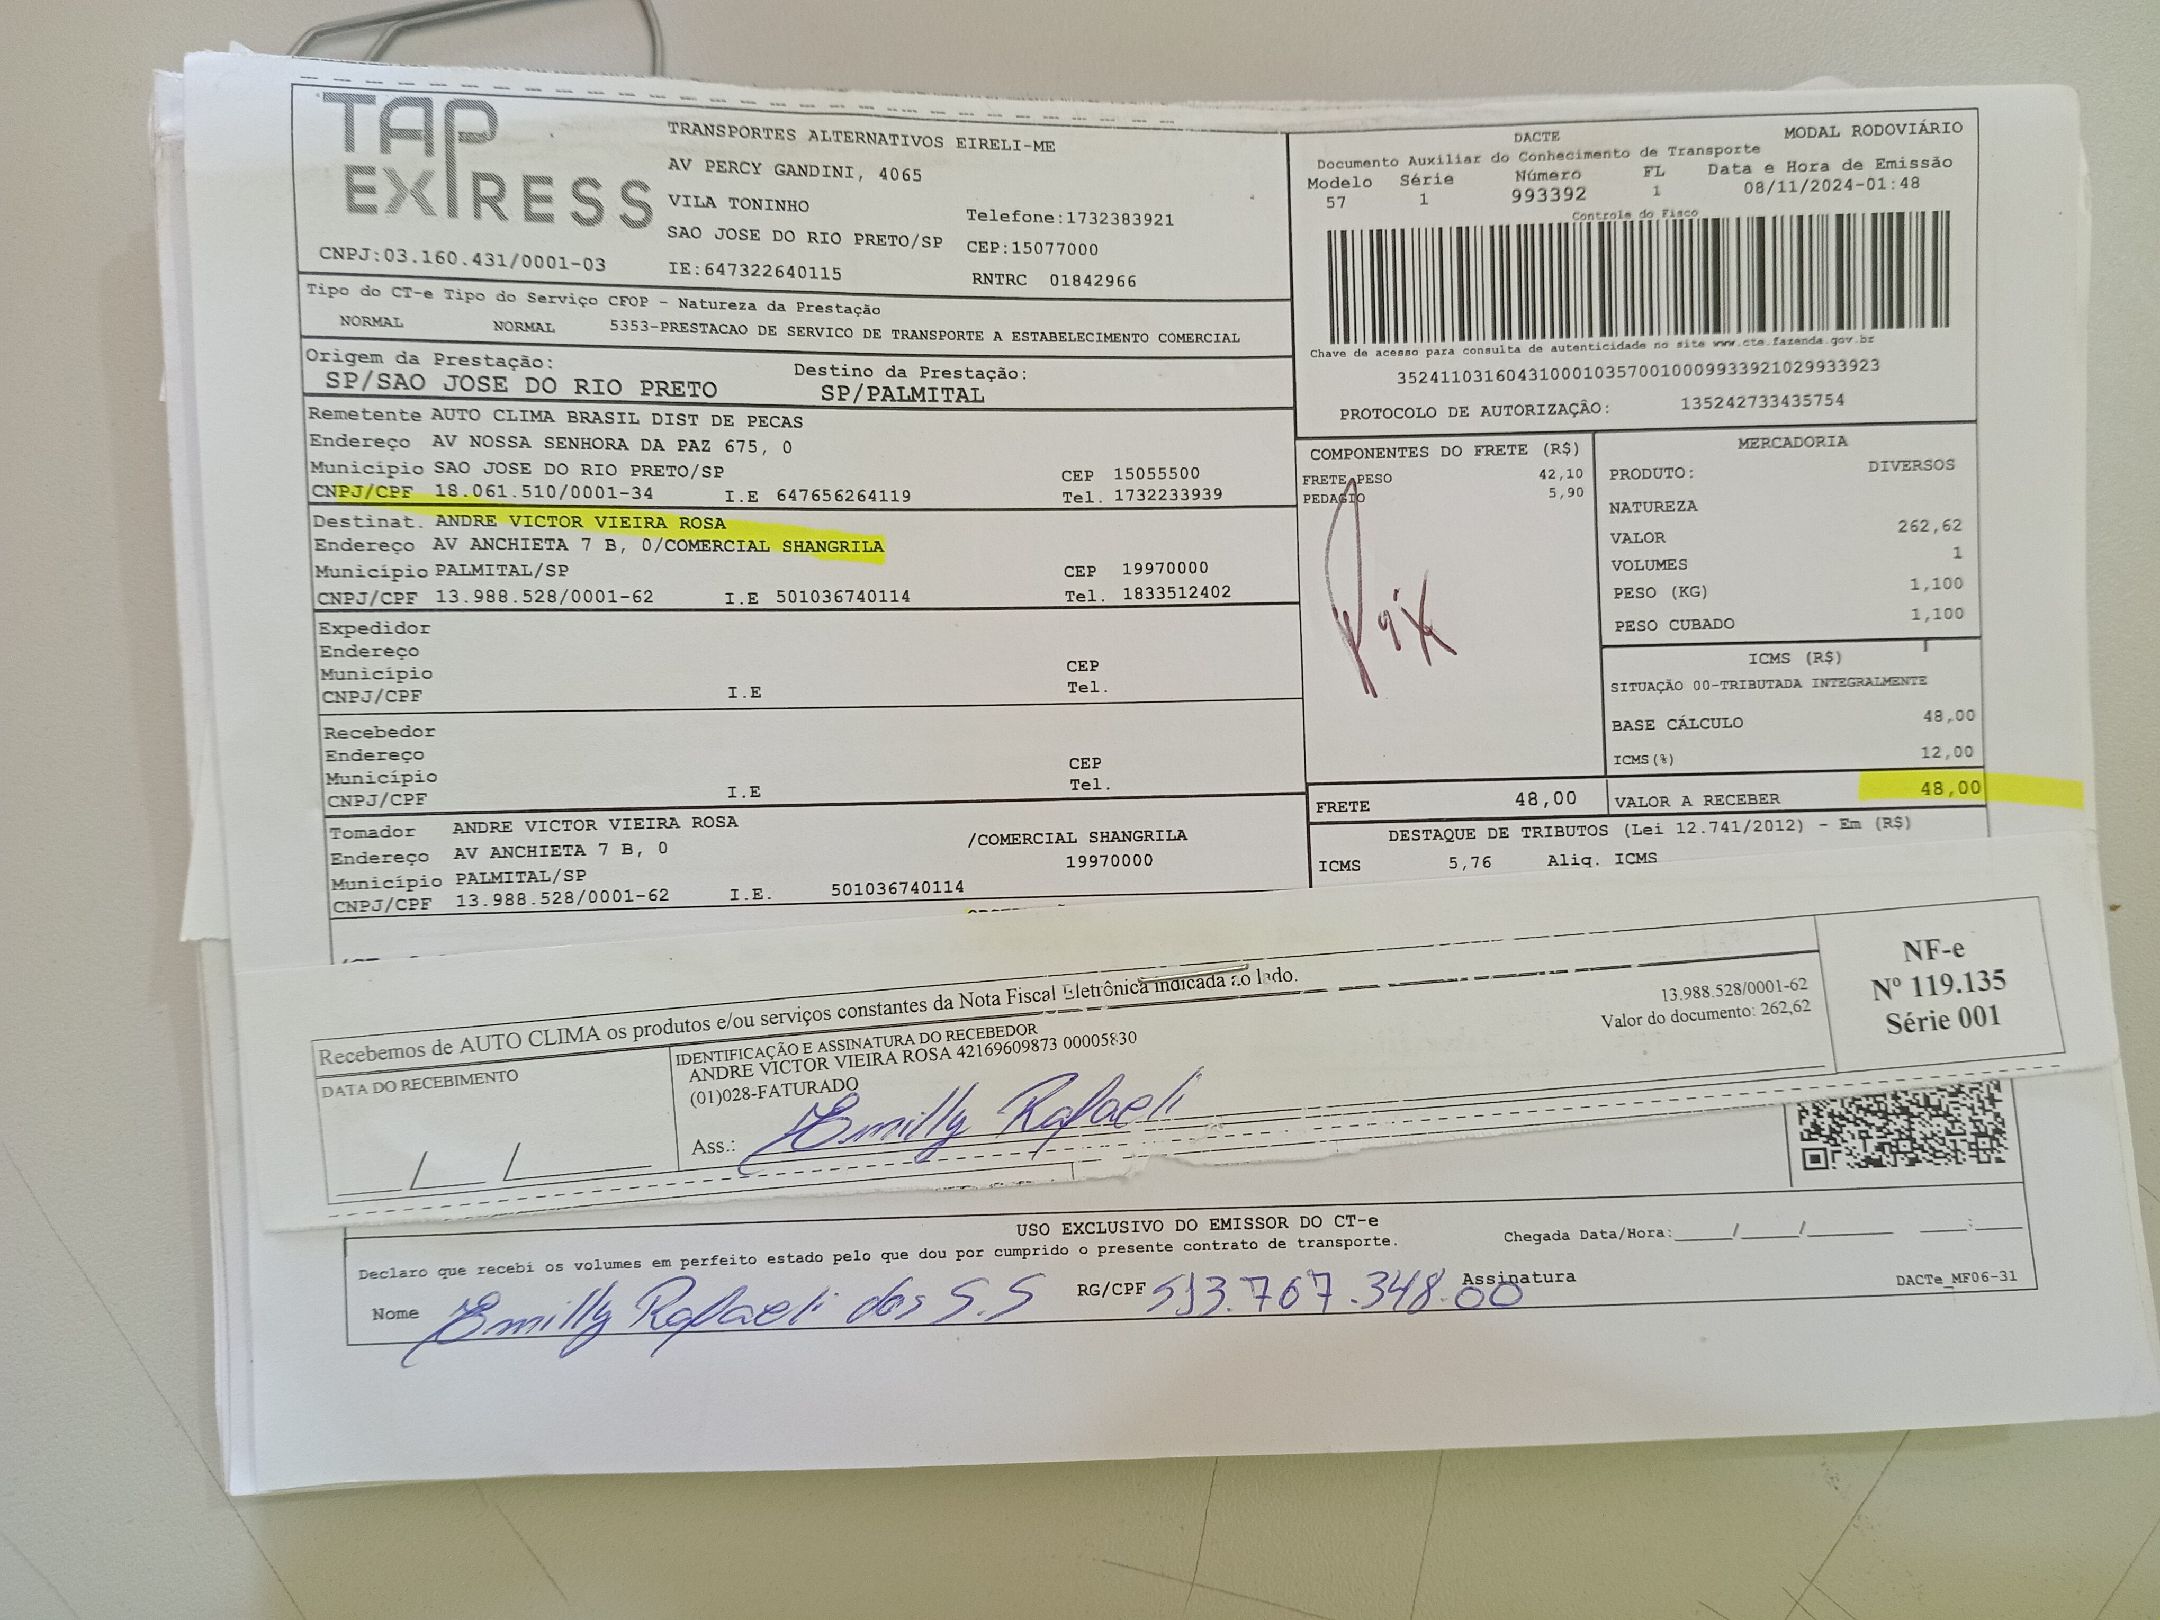 TAP EXPRESS
TRANSPORTES ALTERNATIVOS EIRELI-ME
AV PERCY GANDINI, 4065
VILA TONINHO
Telefone:1732383921
SAO JOSE DO RIO PRETO/SP
CEP:15077000
CNPJ:03.160.431/0001-03
IE:647322640115
RNTRC 01842966
DACTE
MODAL RODOVIÁRIO
Documento Auxiliar do Conhecimento de Transporte
Modelo Série Número FL Data e Hora de Emissão
57 1 993392 1 08/11/2024-01:48
Controle do Fisco
Chave de acesso para consulta de autenticidade no site www.cte.fazenda.gov.br
35241103160431000103570010009933921029933923
PROTOCOLO DE AUTORIZAÇÃO: 135242733435754
Tipo do CT-e Tipo do Serviço CFOP - Natureza da Prestação
NORMAL NORMAL 5353-PRESTACAO DE SERVICO DE TRANSPORTE A ESTABELECIMENTO COMERCIAL
Origem da Prestação: Destino da Prestação:
SP/SAO JOSE DO RIO PRETO SP/PALMITAL
Remetente AUTO CLIMA BRASIL DIST DE PECAS
Endereço AV NOSSA SENHORA DA PAZ 675, 0
Município SAO JOSE DO RIO PRETO/SP CEP 15055500
CNPJ/CPF 18.061.510/0001-34 I.E 647656264119 Tel. 1732233939
Destinat. ANDRE VICTOR VIEIRA ROSA
Endereço AV ANCHIETA 7 B, 0/COMERCIAL SHANGRILA
Município PALMITAL/SP CEP 19970000
CNPJ/CPF 13.988.528/0001-62 I.E 501036740114 Tel. 1833512402
Expedidor
Endereço
Município CEP
CNPJ/CPF I.E Tel.
Recebedor
Endereço
Município CEP
CNPJ/CPF I.E Tel.
Tomador ANDRE VICTOR VIEIRA ROSA
Endereço AV ANCHIETA 7 B, 0 /COMERCIAL SHANGRILA
Município PALMITAL/SP 19970000
CNPJ/CPF 13.988.528/0001-62 I.E. 501036740114
COMPONENTES DO FRETE (R$)
FRETE PESO 42,10
PEDAGIO 5,90
Pix
MERCADORIA
PRODUTO: DIVERSOS
NATUREZA
VALOR 262,62
VOLUMES 1
PESO (KG) 1,100
PESO CUBADO 1,100
ICMS (R$)
SITUAÇÃO 00-TRIBUTADA INTEGRALMENTE
BASE CÁLCULO 48,00
ICMS(%) 12,00
FRETE 48,00 VALOR A RECEBER 48,00
DESTAQUE DE TRIBUTOS (Lei 12.741/2012) - Em (R$)
ICMS 5,76 Aliq. ICMS
Recebemos de AUTO CLIMA os produtos e/ou serviços constantes da Nota Fiscal Eletrônica indicada ao lado.
DATA DO RECEBIMENTO
IDENTIFICAÇÃO E ASSINATURA DO RECEBEDOR
ANDRE VICTOR VIEIRA ROSA 42169609873 00005830
(01)028-FATURADO
Ass.: Emilly Rafaeli
13.988.528/0001-62
Valor do documento: 262,62
NF-e
Nº 119.135
Série 001
USO EXCLUSIVO DO EMISSOR DO CT-e
Declaro que recebi os volumes em perfeito estado pelo que dou por cumprido o presente contrato de transporte.
Chegada Data/Hora:____/____/______ ___:___
Nome Emilly Rafaeli dos S.S RG/CPF 513.767.348.00 Assinatura
DACTe_MF06-31